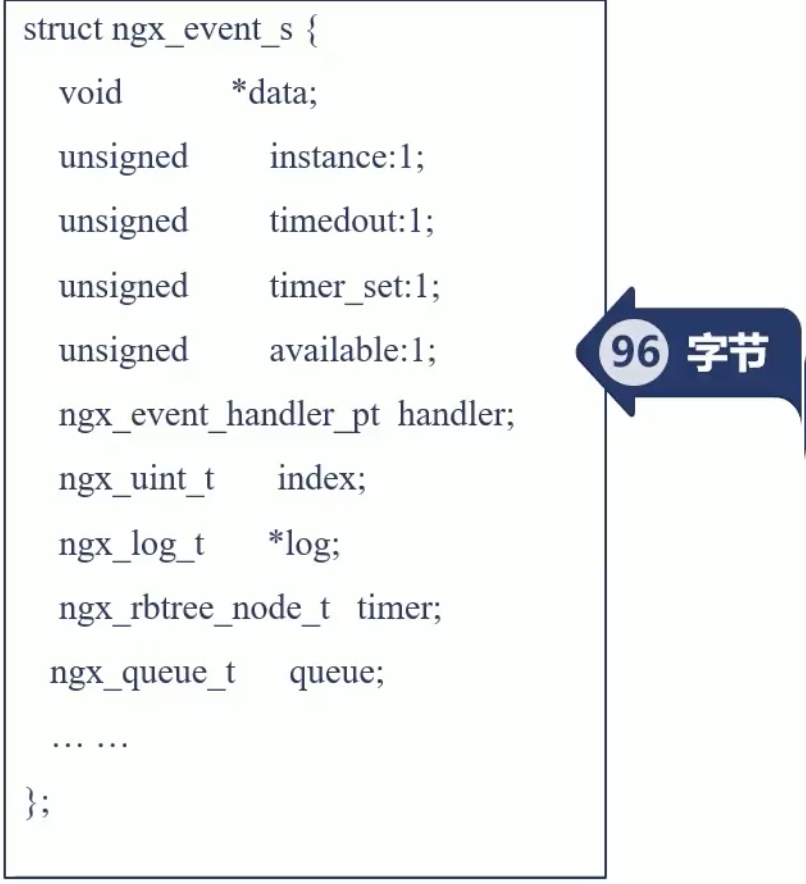 struct ngx_event_s {
void *data;
unsigned instance:1;
unsigned timedout:1;
unsigned timer_set:1;
unsigned available:1;
ngx_event_handler_pt handler;
ngx_uint_t index;
ngx_log_t *log;
ngx_rbtree_node_t timer;
ngx_queue_t queue;
… …
};
96 字节